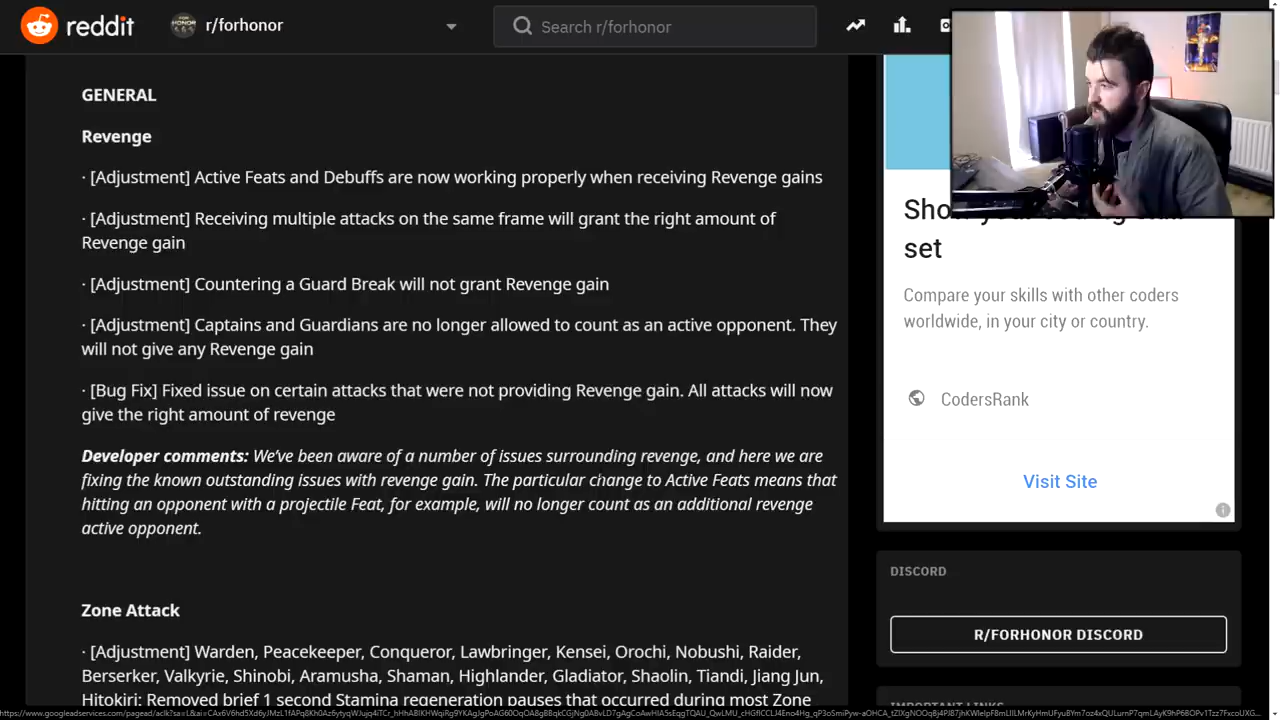 reddit
r/forhonor
Search r/forhonor
GENERAL
Revenge
· [Adjustment] Active Feats and Debuffs are now working properly when receiving Revenge gains
· [Adjustment] Receiving multiple attacks on the same frame will grant the right amount of
Revenge gain
· [Adjustment] Countering a Guard Break will not grant Revenge gain
· [Adjustment] Captains and Guardians are no longer allowed to count as an active opponent. They
will not give any Revenge gain
· [Bug Fix] Fixed issue on certain attacks that were not providing Revenge gain. All attacks will now
give the right amount of revenge
Developer comments: We've been aware of a number of issues surrounding revenge, and here we are
fixing the known outstanding issues with revenge gain. The particular change to Active Feats means that
hitting an opponent with a projectile Feat, for example, will no longer count as an additional revenge
active opponent.
Zone Attack
· [Adjustment] Warden, Peacekeeper, Conqueror, Lawbringer, Kensei, Orochi, Nobushi, Raider,
Berserker, Valkyrie, Shinobi, Aramusha, Shaman, Highlander, Gladiator, Shaolin, Tiandi, Jiang Jun,
Hitokiri: Removed brief 1 second Stamina regeneration pauses that occurred during most Zone
set
Compare your skills with other coders
worldwide, in your city or country.
CodersRank
Visit Site
DISCORD
R/FORHONOR DISCORD